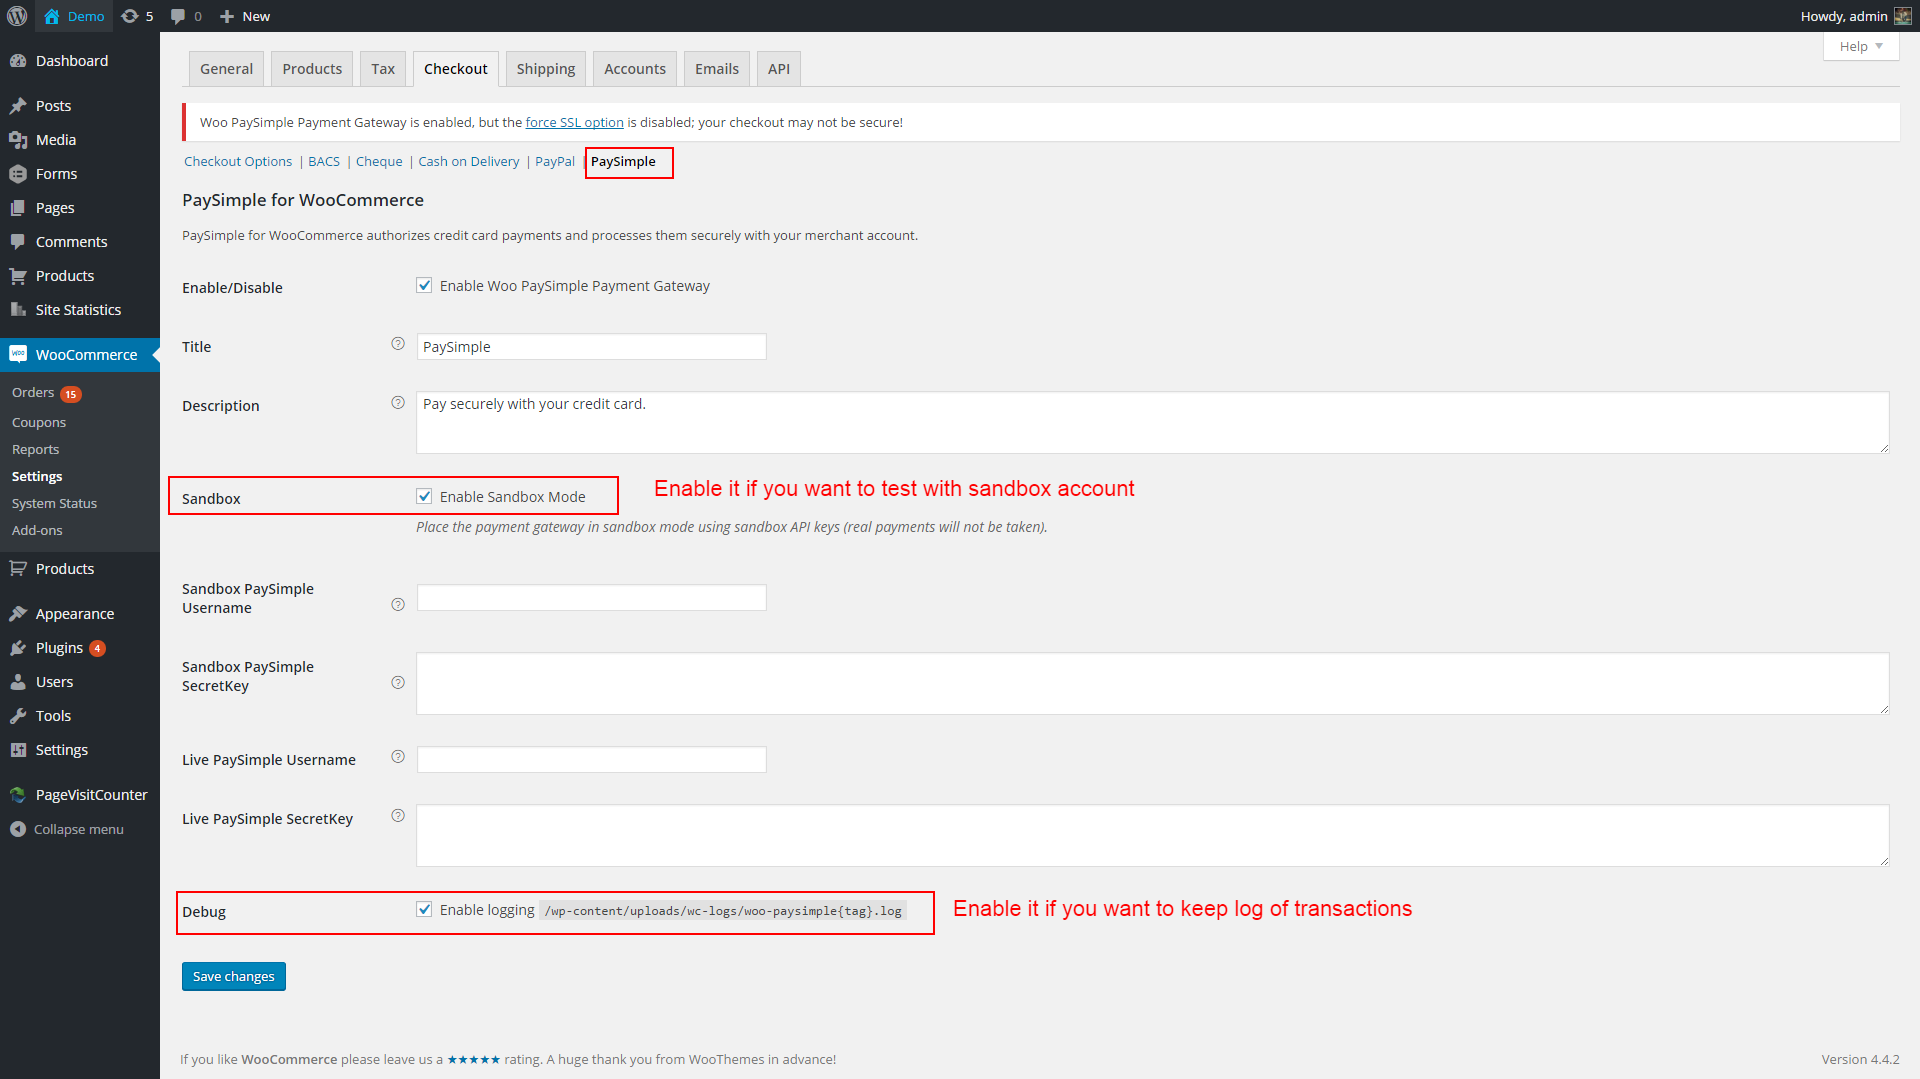 Demo 5 0 New Howdy, admin
Help
Dashboard
Posts
Media
Forms
Pages
Comments
Products
Site Statistics
WooCommerce
Orders 15
Coupons
Reports
Settings
System Status
Add-ons
Products
Appearance
Plugins 4
Users
Tools
Settings
PageVisitCounter
Collapse menu
General Products Tax Checkout Shipping Accounts Emails API
Woo PaySimple Payment Gateway is enabled, but the force SSL option is disabled; your checkout may not be secure!
Checkout Options | BACS | Cheque | Cash on Delivery | PayPal | PaySimple
PaySimple for WooCommerce
PaySimple for WooCommerce authorizes credit card payments and processes them securely with your merchant account.
Enable/Disable Enable Woo PaySimple Payment Gateway
Title ? PaySimple
Description ? Pay securely with your credit card.
Sandbox Enable Sandbox Mode Enable it if you want to test with sandbox account
Place the payment gateway in sandbox mode using sandbox API keys (real payments will not be taken).
Sandbox PaySimple
Username ?
Sandbox PaySimple
SecretKey ?
Live PaySimple Username ?
Live PaySimple SecretKey ?
Debug Enable logging /wp-content/uploads/wc-logs/woo-paysimple{tag}.log Enable it if you want to keep log of transactions
Save changes
If you like WooCommerce please leave us a ★★★★★ rating. A huge thank you from WooThemes in advance! Version 4.4.2